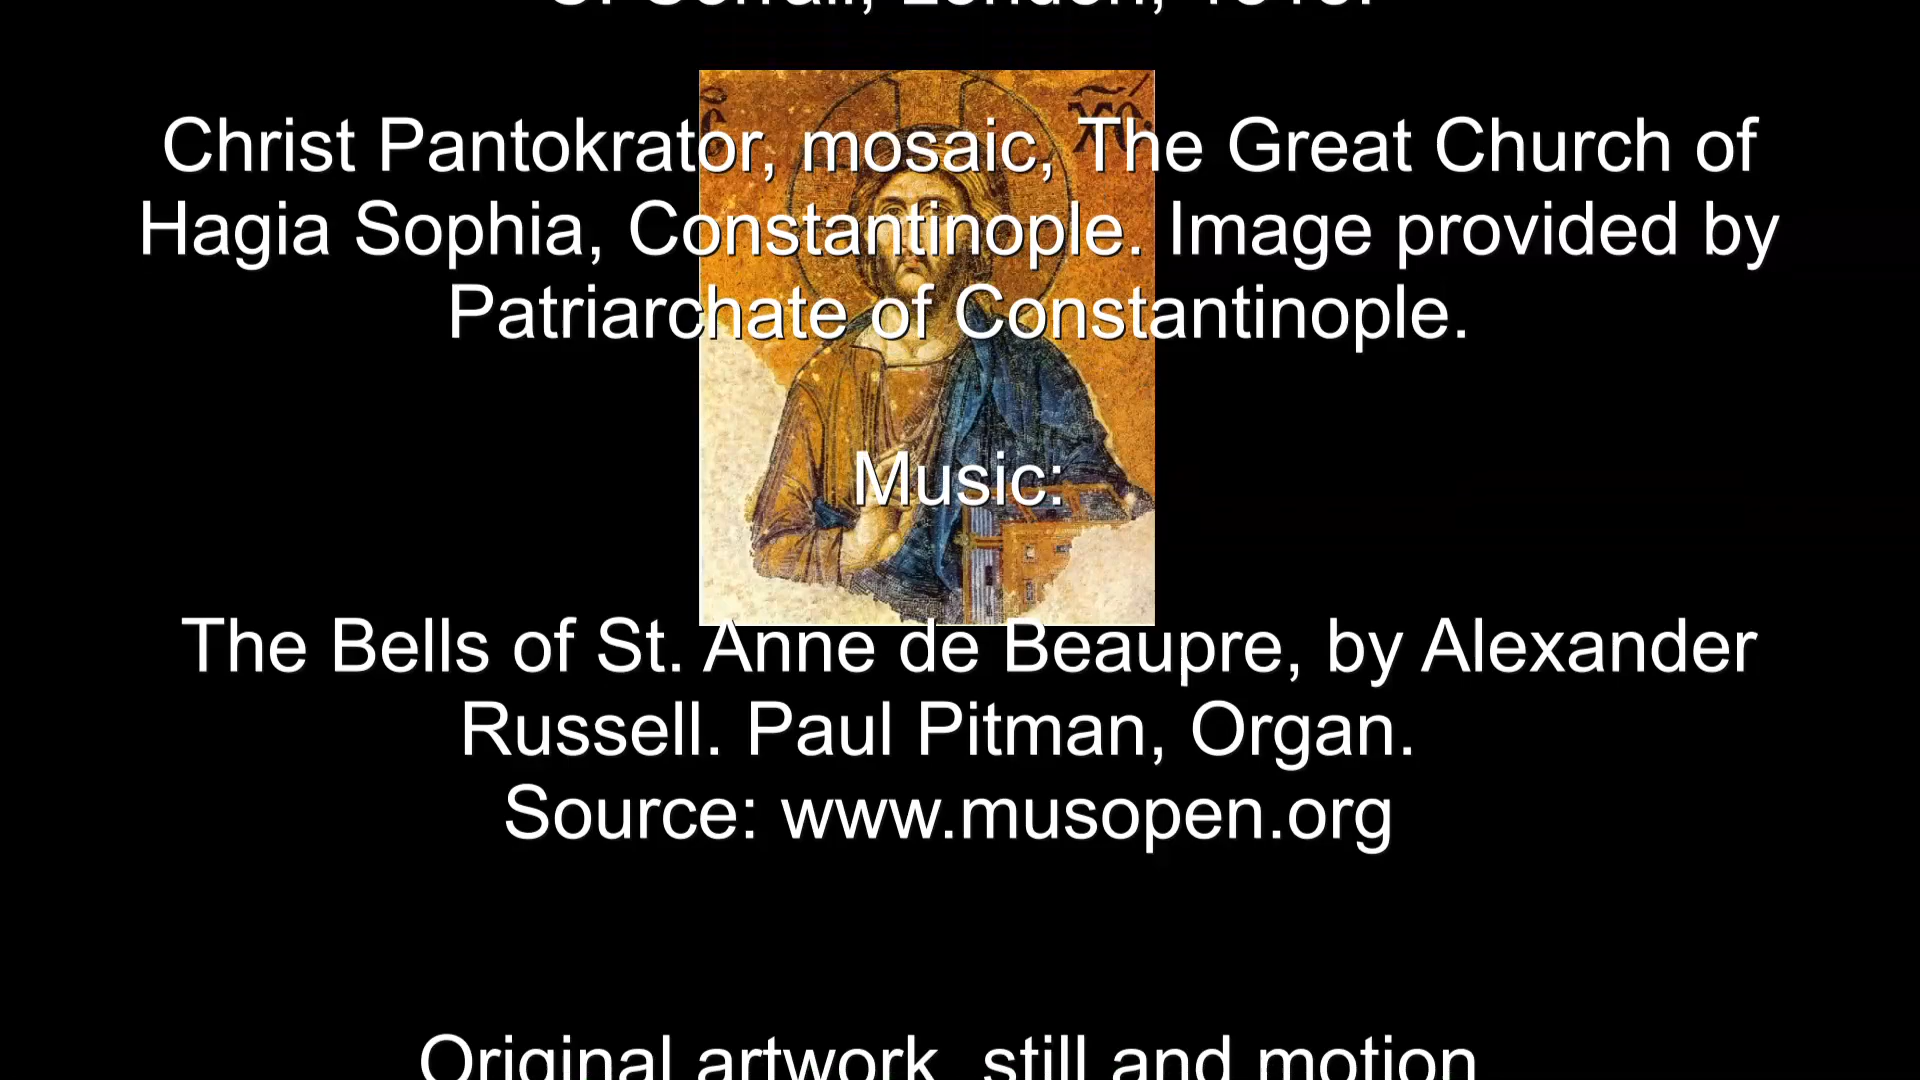 Christ Pantokrator, mosaic, The Great Church of
Hagia Sophia, Constantinople. Image provided by
Patriarchate of Constantinople.
Music:
The Bells of St. Anne de Beaupre, by Alexander
Russell. Paul Pitman, Organ.
Source: www.musopen.org
Original artwork, still and motion